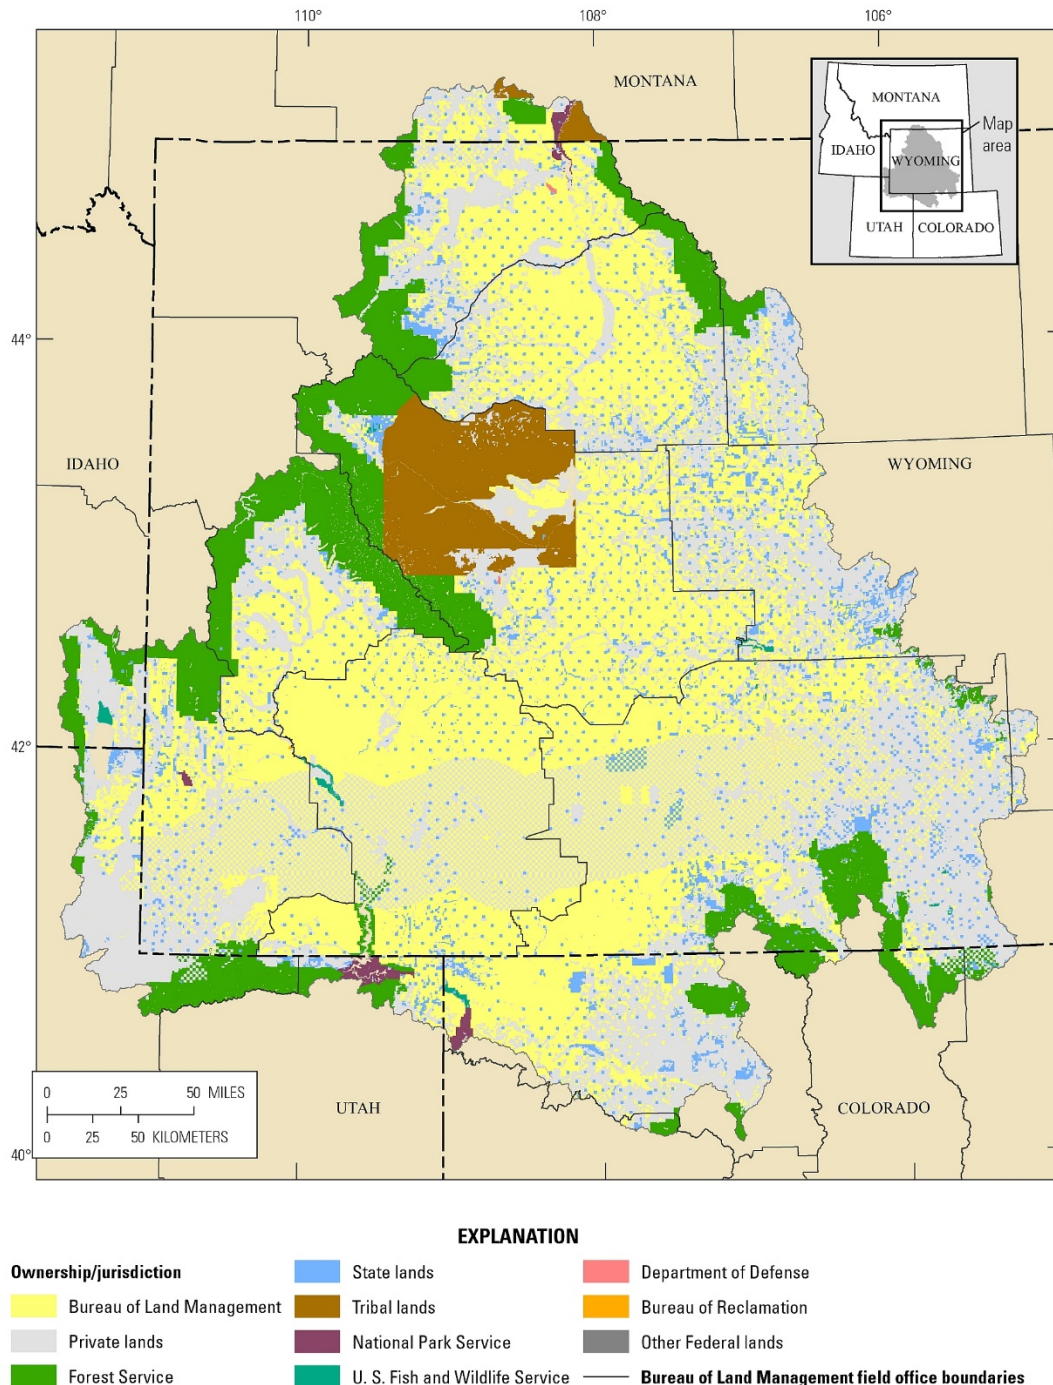 110°
108°
106°
MONTANA
MONTANA
IDAHO
WYOMING
UTAH
COLORADO
Map
area
44°
IDAHO
WYOMING
42°
0 25 50 MILES
0 25 50 KILOMETERS
UTAH
COLORADO
40°
EXPLANATION
Ownership/jurisdiction
Bureau of Land Management
Private lands
Forest Service
State lands
Tribal lands
National Park Service
U. S. Fish and Wildlife Service
Department of Defense
Bureau of Reclamation
Other Federal lands
Bureau of Land Management field office boundaries